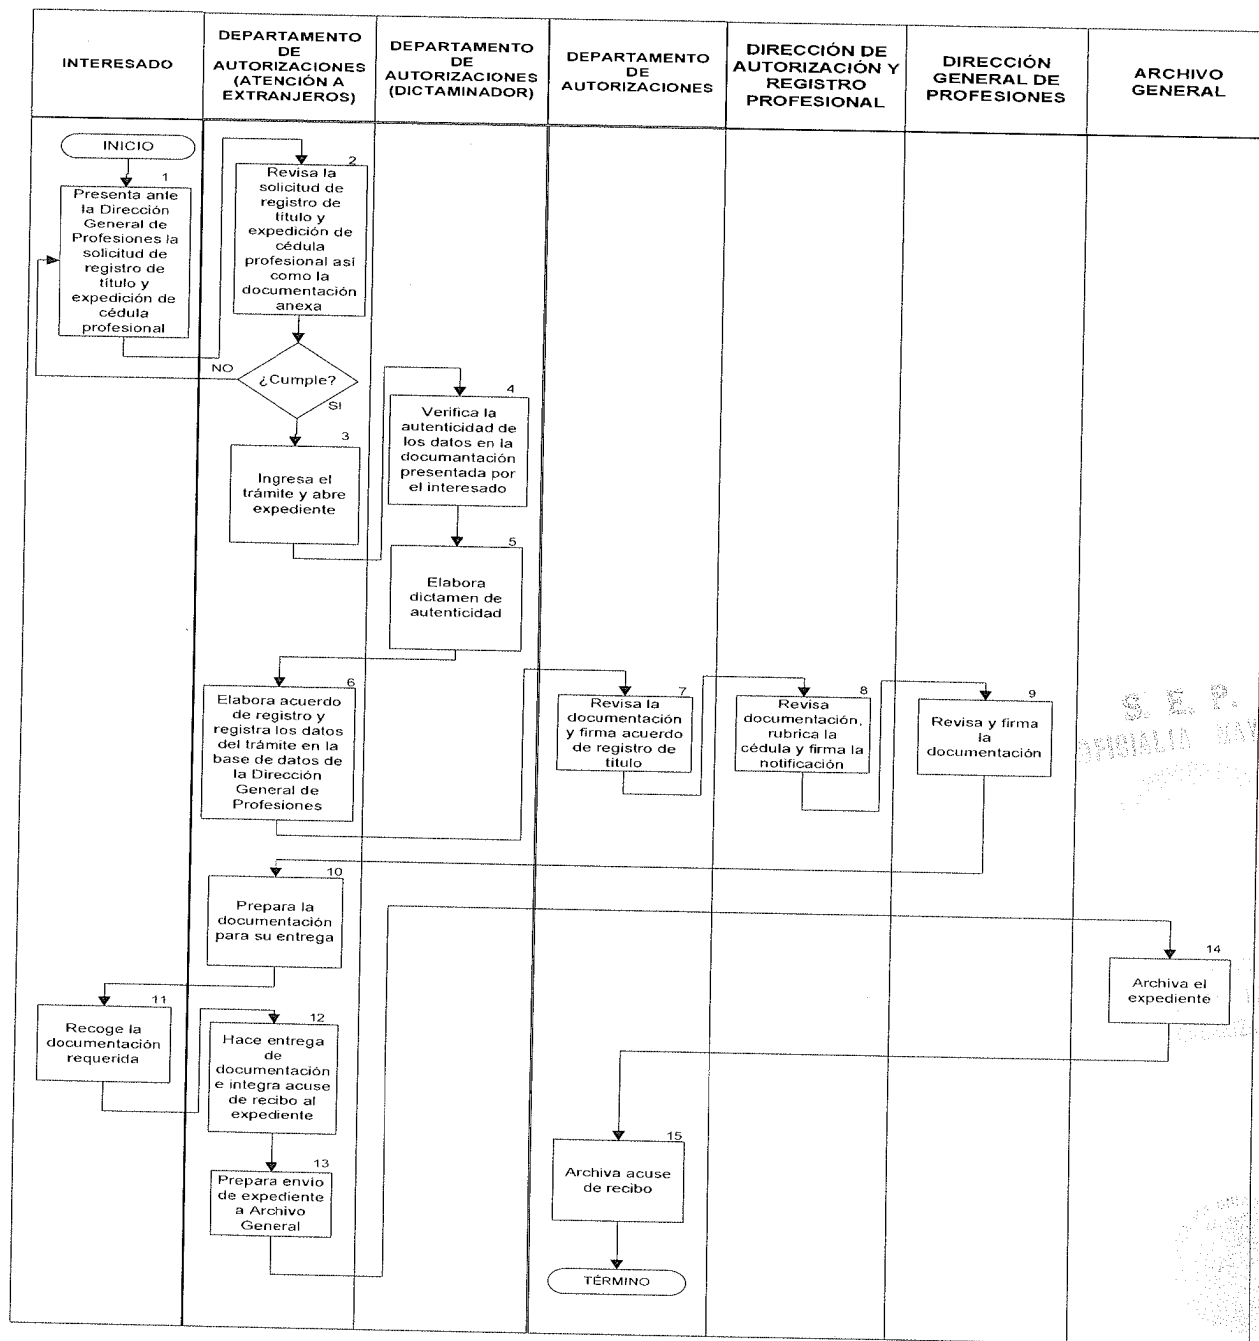 INTERESADO
DEPARTAMENTO
DE
AUTORIZACIONES
(ATENCIÓN A
EXTRANJEROS)
DEPARTAMENTO
DE
AUTORIZACIONES
(DICTAMINADOR)
DEPARTAMENTO
DE
AUTORIZACIONES
DIRECCIÓN DE
AUTORIZACIÓN Y
REGISTRO
PROFESIONAL
DIRECCIÓN
GENERAL DE
PROFESIONES
ARCHIVO
GENERAL
INICIO
1
Presenta ante
la Dirección
General de
Profesiones la
solicitud de
registro de
título y
expedición de
cédula
profesional
2
Revisa la
solicitud de
registro de
título y
expedición de
cédula
profesional así
como la
documentación
anexa
NO
¿Cumple?
SI
3
Ingresa el
trámite y abre
expediente
4
Verifica la
autenticidad de
los datos en la
documantación
presentada por
el interesado
5
Elabora
dictamen de
autenticidad
6
Elabora acuerdo
de registro y
registra los datos
del trámite en la
base de datos de
la Dirección
General de
Profesiones
7
Revisa la
documentación
y firma acuerdo
de registro de
título
8
Revisa
documentación,
rubrica la
cédula y firma la
notificación
9
Revisa y firma
la
documentación
S. E. P.
OFICIALIA
10
Prepara la
documentación
para su entrega
11
Recoge la
documentación
requerida
12
Hace entrega
de
documentación
e integra acuse
de recibo al
expediente
13
Prepara envío
de expediente
a Archivo
General
14
Archiva el
expediente
15
Archiva acuse
de recibo
TÉRMINO